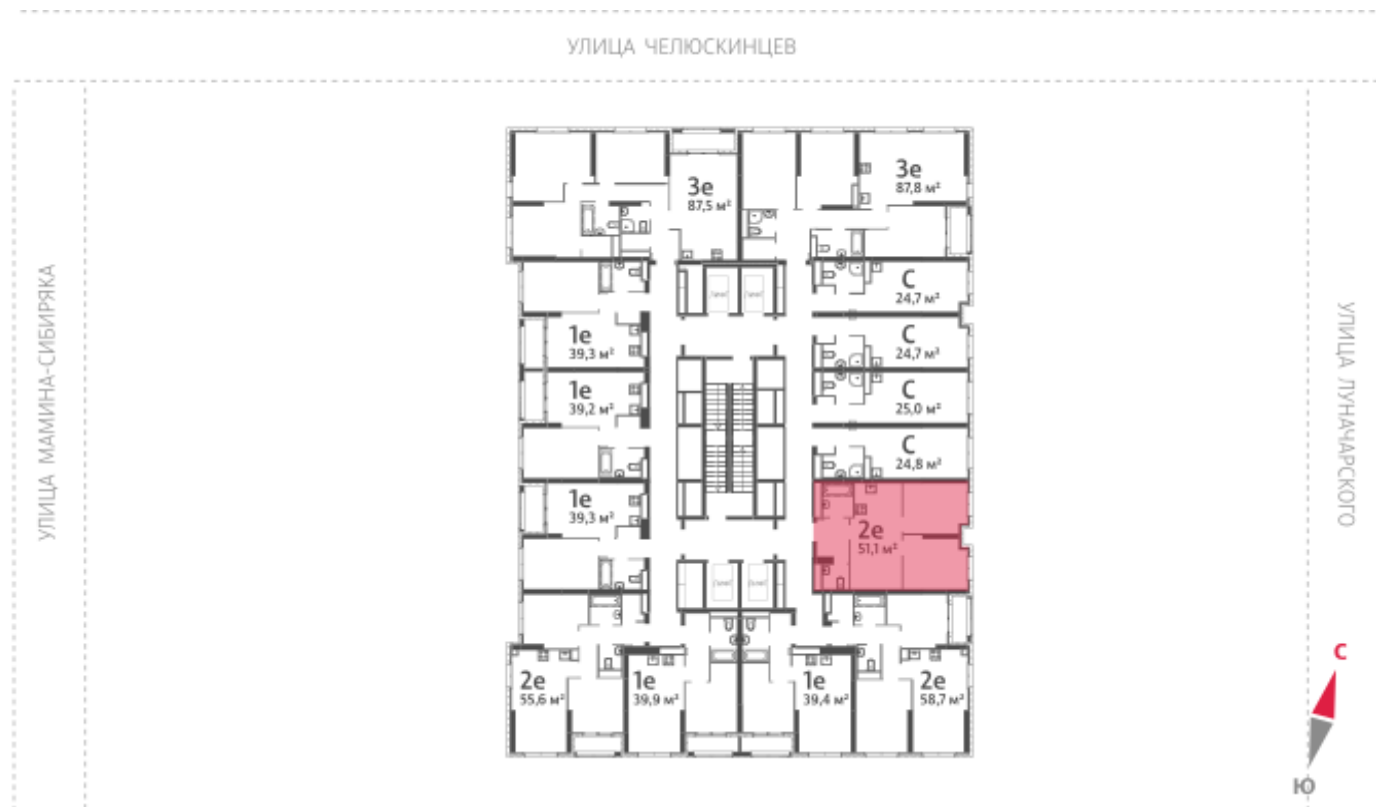 УЛИЦА ЧЕЛЮСКИНЦЕВ
УЛИЦА МАМИНА-СИБИРЯКА
УЛИЦА ЛУНАЧАРСКОГО
3е
87,5 м²
3е
87,8 м²
С
24,7 м²
1е
39,3 м²
С
24,7 м²
1е
39,2 м²
С
25,0 м²
С
24,8 м²
1е
39,3 м²
2е
51,1 м²
2е
55,6 м²
1е
39,9 м²
1е
39,4 м²
2е
58,7 м²
С
Ю